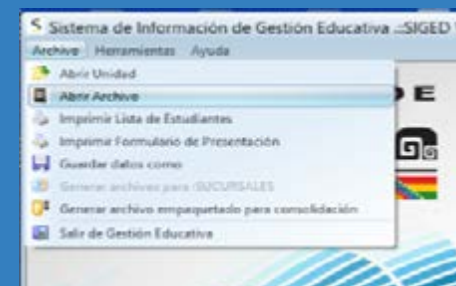 Sistema de Información de Gestión Educativa ..:SIGED
Archivo Herramientas Ayuda
Abrir Unidad
Abrir Archivo
Imprimir Lista de Estudiantes
Imprimir Formulario de Presentación
Guardar datos como
Generar archivos para SUCURSALES
Generar archivo empaquetado para consolidación
Salir de Gestión Educativa
D E